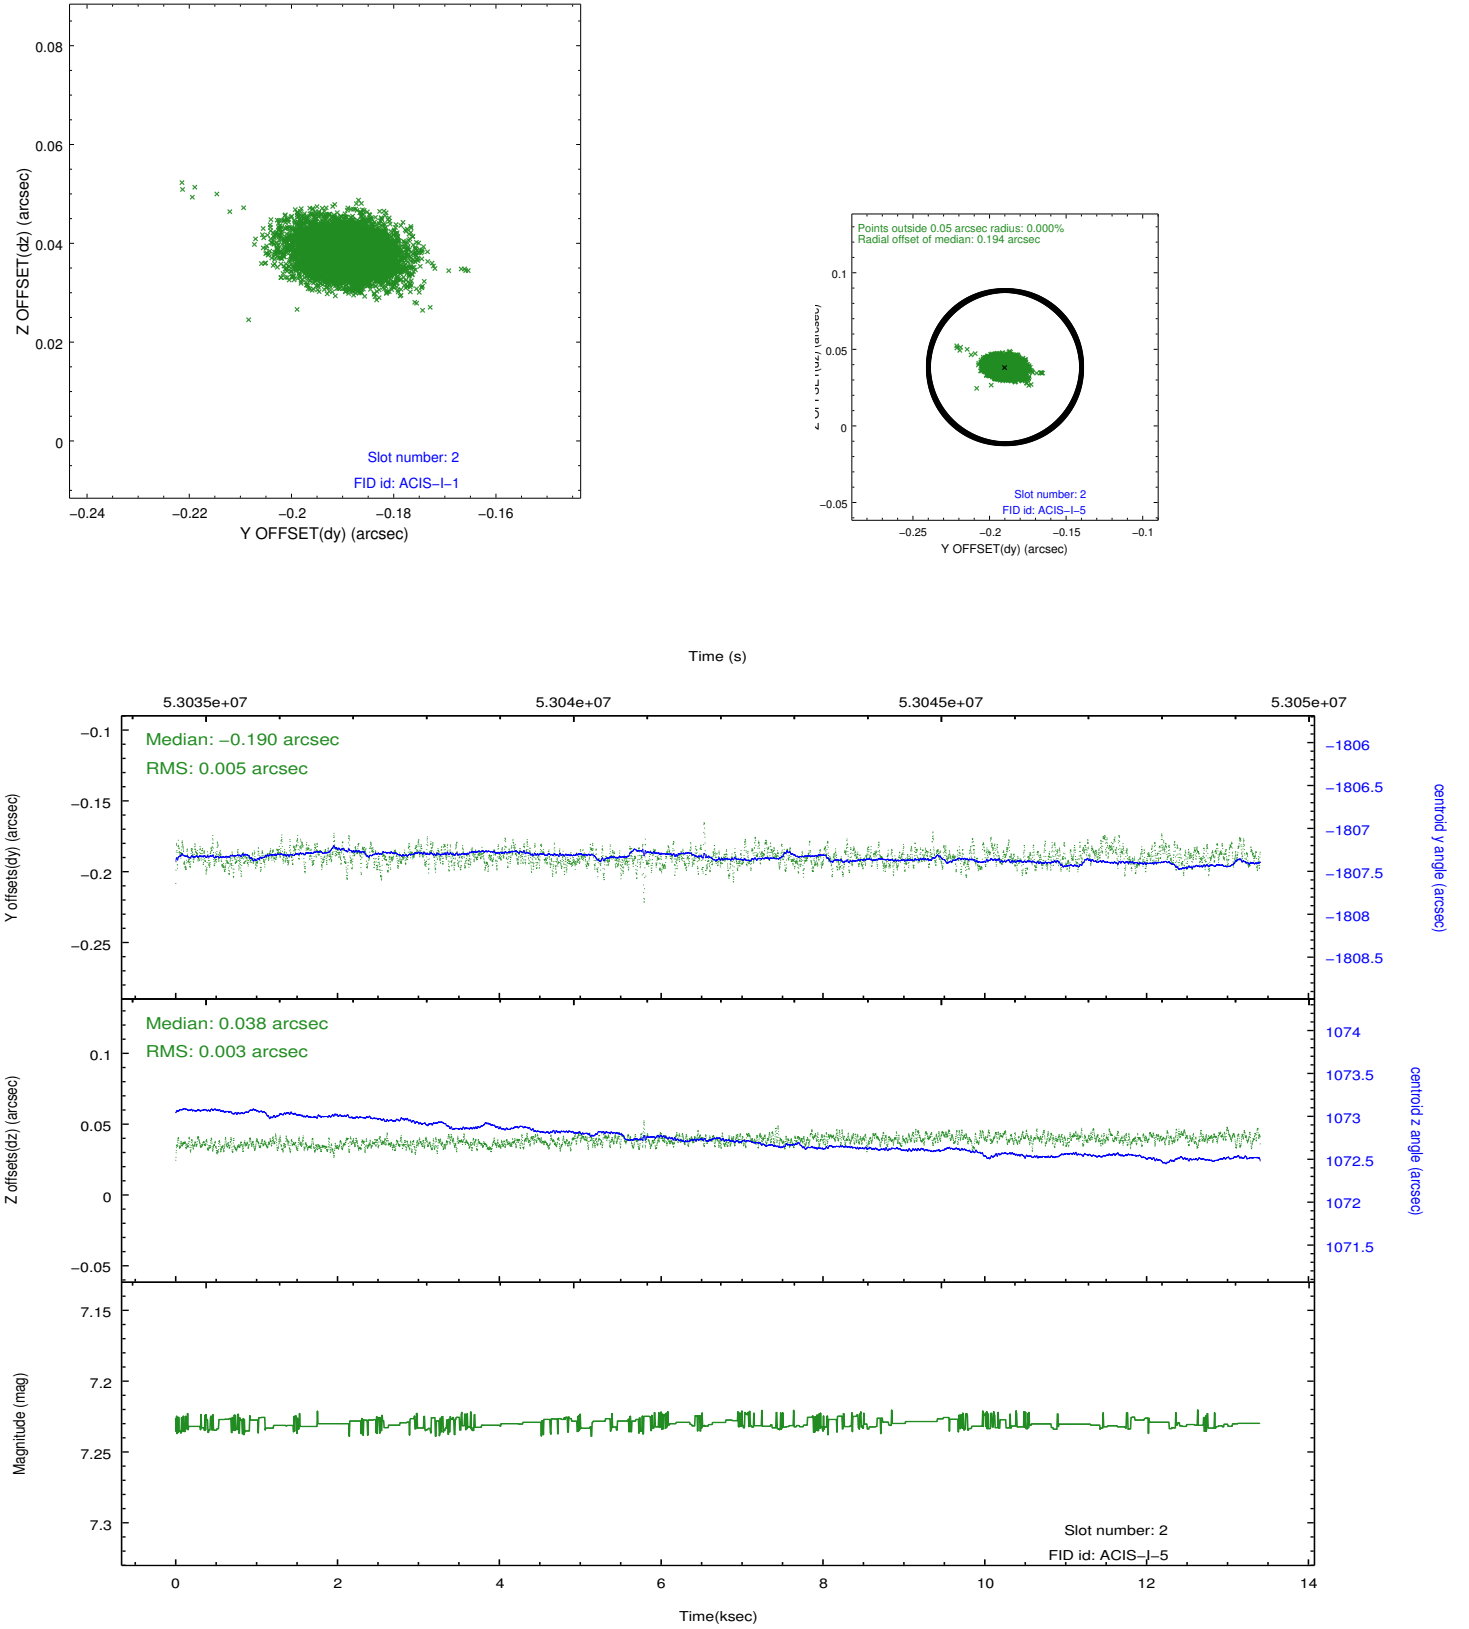 0.08
0.06
0.04
0.02
0
Z OFFSET(dz) (arcsec)
Slot number: 2
FID id: ACIS−I−1
−0.24
−0.22
−0.2
−0.18
−0.16
Y OFFSET(dy) (arcsec)
Points outside 0.05 arcsec radius: 0.000%
Radial offset of median: 0.194 arcsec
0.1
0.05
0
−0.05
Z OFFSET(dz) (arcsec)
Slot number: 2
FID id: ACIS−I−5
−0.25
−0.2
−0.15
−0.1
Y OFFSET(dy) (arcsec)
Time (s)
5.3035e+07
5.304e+07
5.3045e+07
5.305e+07
Median: −0.190 arcsec
RMS: 0.005 arcsec
−0.1
−0.15
−0.2
−0.25
Y offsets(dy) (arcsec)
−1806
−1806.5
−1807
−1807.5
−1808
−1808.5
centroid y angle (arcsec)
Median: 0.038 arcsec
RMS: 0.003 arcsec
0.1
0.05
0
−0.05
Z offsets(dz) (arcsec)
1074
1073.5
1073
1072.5
1072
1071.5
centroid z angle (arcsec)
7.15
7.2
7.25
7.3
Magnitude (mag)
Slot number: 2
FID id: ACIS−I−5
0
2
4
6
8
10
12
14
Time(ksec)